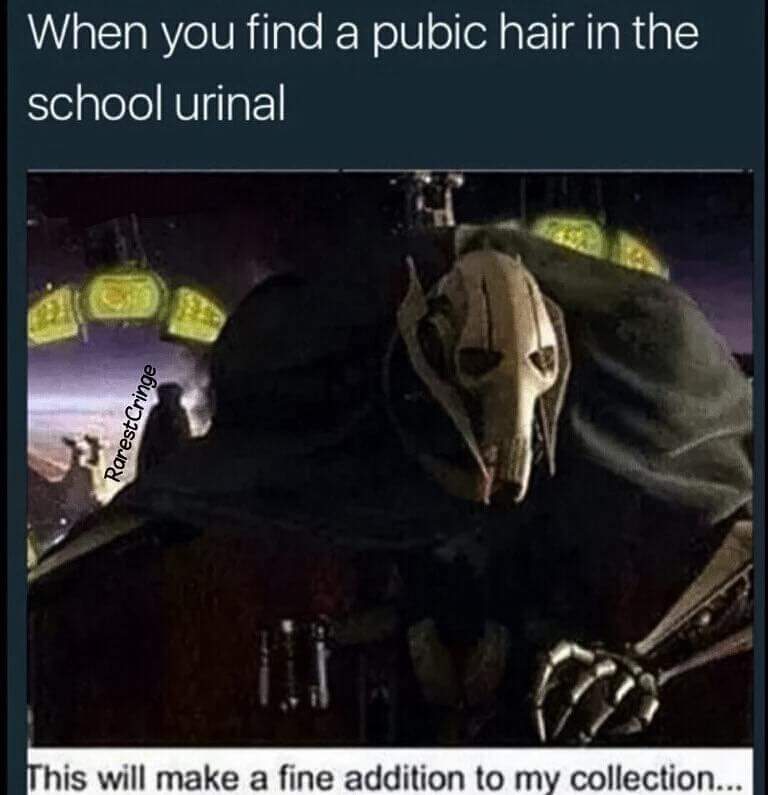 When you find a pubic hair in the
school urinal
RarestCringe
This will make a fine addition to my collection...